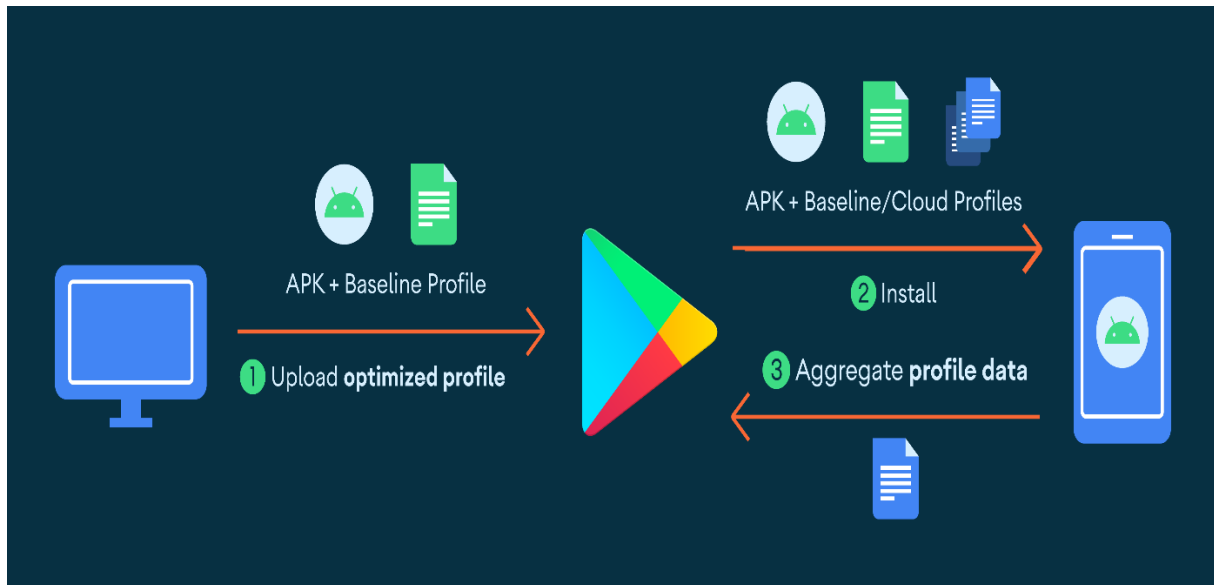 APK + Baseline Profile
1 Upload optimized profile
APK + Baseline/Cloud Profiles
2 Install
3 Aggregate profile data